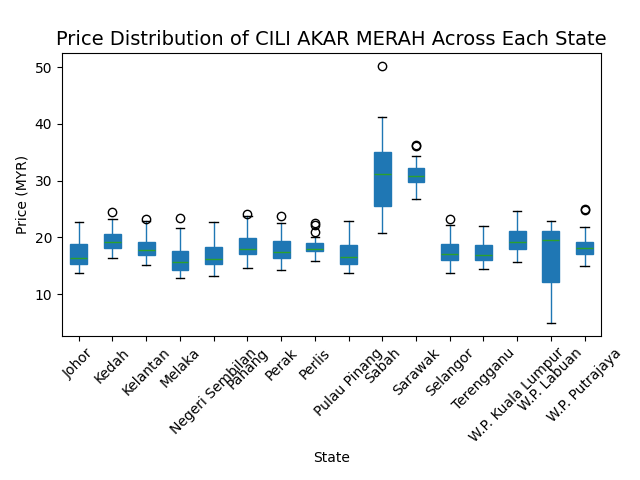 Price Distribution of CILI AKAR MERAH Across Each State
Price (MYR)
50
40
30
20
10
Johor
Kedah
Kelantan
Melaka
Negeri Sembilan
Pahang
Perak
Perlis
Pulau Pinang
Sabah
Sarawak
Selangor
Terengganu
W.P. Kuala Lumpur
W.P. Labuan
W.P. Putrajaya
State